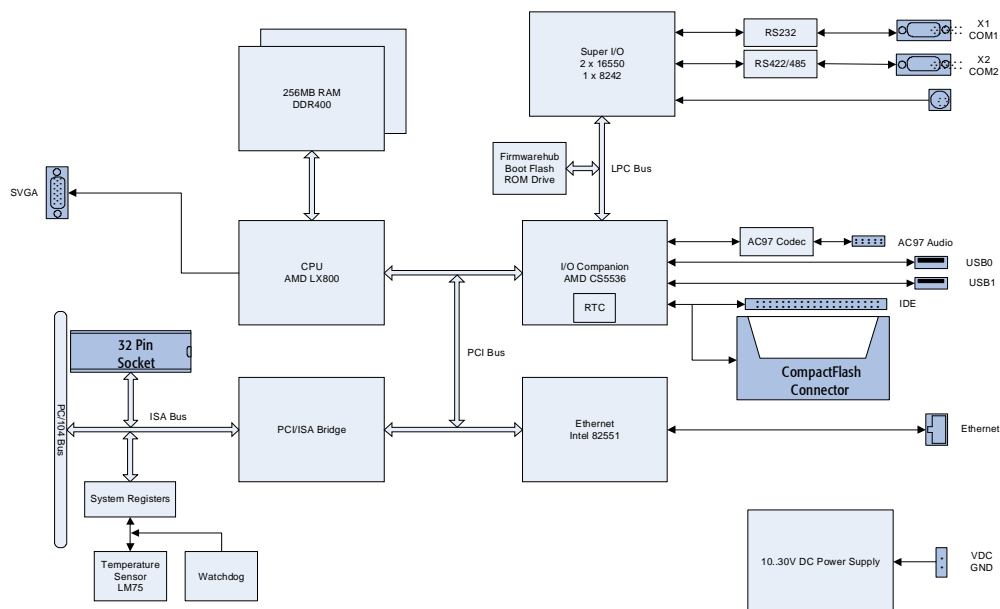 256MB RAM
DDR400
Super I/O
2 x 16550
1 x 8242
RS232
X1
COM1
RS422/485
X2
COM2
Firmwarehub
Boot Flash
ROM Drive
LPC Bus
SVGA
CPU
AMD LX800
I/O Companion
AMD CS5536
RTC
AC97 Codec
AC97 Audio
USB0
USB1
IDE
CompactFlash
Connector
32 Pin
Socket
PCI Bus
PC/104 Bus
ISA Bus
PCI/ISA Bridge
Ethernet
Intel 82551
Ethernet
System Registers
Temperature
Sensor
LM75
Watchdog
10..30V DC Power Supply
VDC
GND